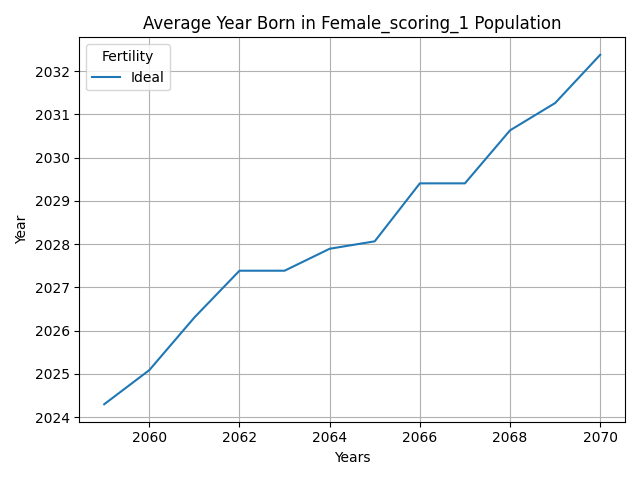 Average Year Born in Female_scoring_1 Population
Fertility
Ideal
2032
2031
2030
2029
2028
2027
2026
2025
2024
Year
2060 2062 2064 2066 2068 2070
Years